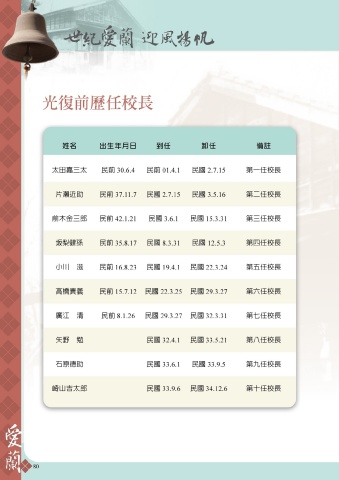 世紀愛蘭 迎風揚帆
光復前歷任校長
姓名 出生年月日 到任 卸任 備註
太田嘉三太 民前 30.6.4 民前 01.4.1 民國 2.7.15 第一任校長
片瀨近助 民前 37.11.7 民國 2.7.15 民國 3.5.16 第二任校長
前木金三郎 民前 42.1.21 民國 3.6.1 民國 15.3.31 第三任校長
飯梨健孫 民前 35.8.17 民國 8.3.31 民國 12.5.3 第四任校長
小川 滋 民前 16.8.23 民國 19.4.1 民國 22.3.24 第五任校長
高橋實義 民前 15.7.12 民國 22.3.25 民國 29.3.27 第六任校長
廣江 清 民前 8.1.26 民國 29.3.27 民國 32.3.31 第七任校長
矢野 勉 民國 32.4.1 民國 33.5.21 第八任校長
石原德助 民國 33.6.1 民國 33.9.5 第九任校長
崎山吉太郎 民國 33.9.6 民國 34.12.6 第十任校長
愛蘭
80